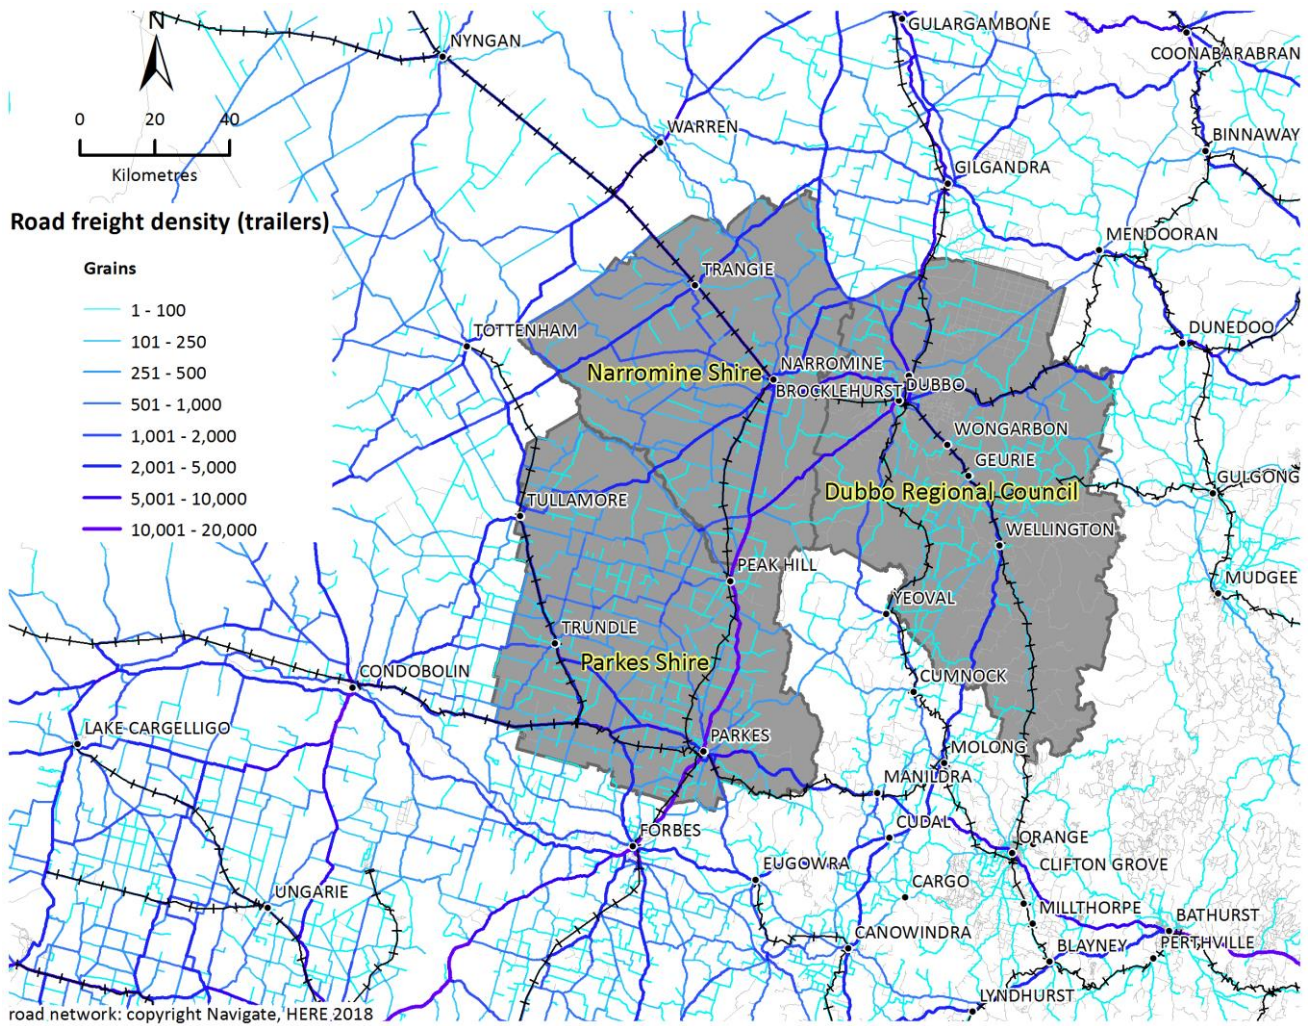 N
NYNGAN
GULARGAMBONE
COONABARABRAN
0 20 40
Kilometres
WARREN
BINNAWAY
GILGANDRA
Road freight density (trailers)
Grains
1 - 100
101 - 250
251 - 500
501 - 1,000
1,001 - 2,000
2,001 - 5,000
5,001 - 10,000
10,001 - 20,000
MENDOORAN
TRANGIE
TOTTENHAM
DUNEDOO
NARROMINE
Narromine Shire
BROCKLEHURST
DUBBO
WONGARBON
GEURIE
Dubbo Regional Council
GULGONG
TULLAMORE
WELLINGTON
PEAK HILL
MUDGEE
YEOVAL
TRUNDLE
Parkes Shire
CONDOBOLIN
CUMNOCK
LAKE CARGELLIGO
PARKES
MOLONG
MANILDRA
FORBES
CUDAL
ORANGE
EUGOWRA
CLIFTON GROVE
CARGO
UNGARIE
MILLTHORPE
BATHURST
CANOWINDRA
BLAYNEY
PERTHVILLE
LYNDHURST
road network: copyright Navigate, HERE 2018